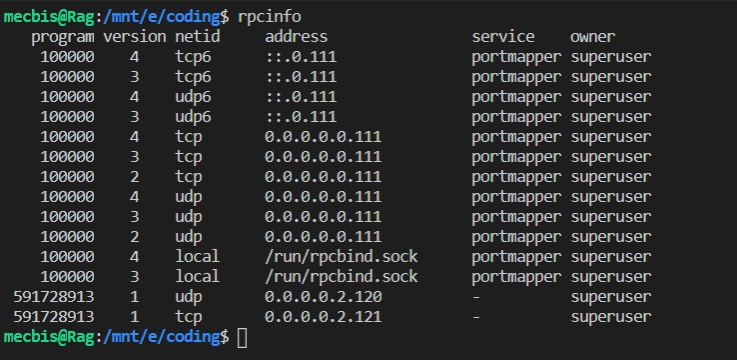 mecbis@Rag:/mnt/e/coding$ rpcinfo
program version netid address service owner
100000 4 tcp6 ::.0.111 portmapper superuser
100000 3 tcp6 ::.0.111 portmapper superuser
100000 4 udp6 ::.0.111 portmapper superuser
100000 3 udp6 ::.0.111 portmapper superuser
100000 4 tcp 0.0.0.0.0.111 portmapper superuser
100000 3 tcp 0.0.0.0.0.111 portmapper superuser
100000 2 tcp 0.0.0.0.0.111 portmapper superuser
100000 4 udp 0.0.0.0.0.111 portmapper superuser
100000 3 udp 0.0.0.0.0.111 portmapper superuser
100000 2 udp 0.0.0.0.0.111 portmapper superuser
100000 4 local /run/rpcbind.sock portmapper superuser
100000 3 local /run/rpcbind.sock portmapper superuser
591728913 1 udp 0.0.0.0.2.120 - superuser
591728913 1 tcp 0.0.0.0.2.121 - superuser
mecbis@Rag:/mnt/e/coding$